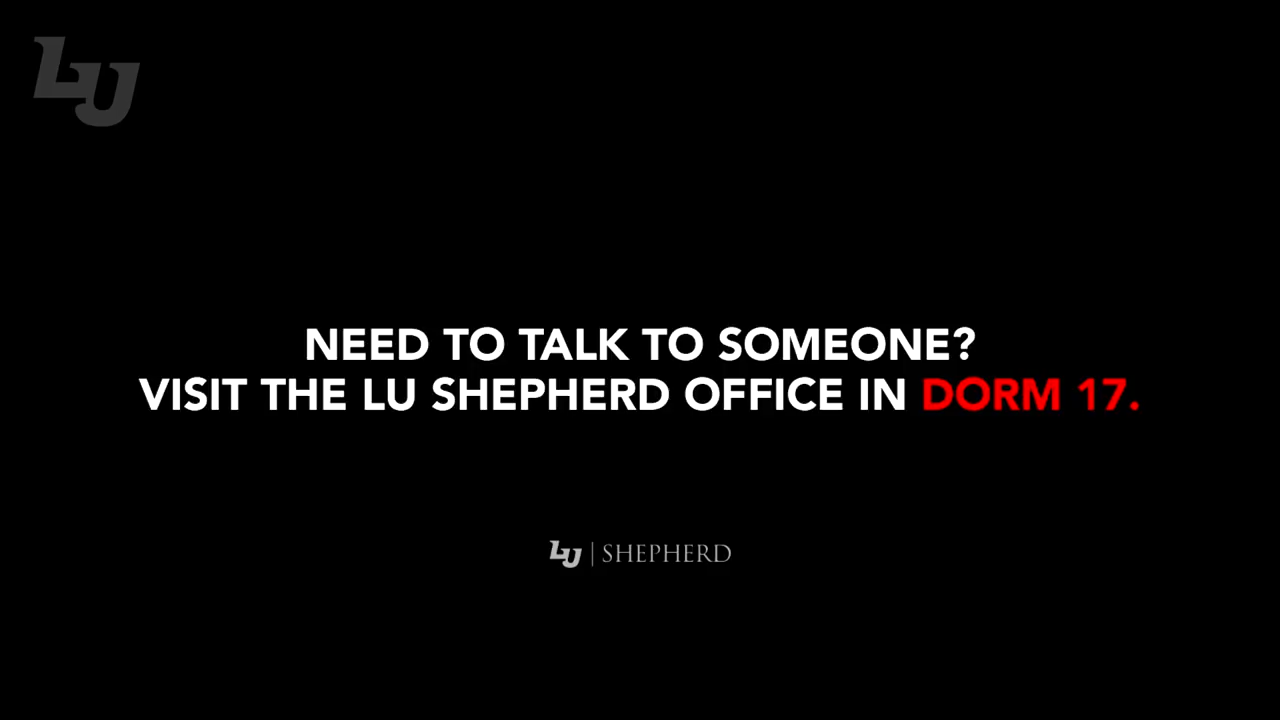 LU
NEED TO TALK TO SOMEONE?
VISIT THE LU SHEPHERD OFFICE IN DORM 17.
LU | SHEPHERD